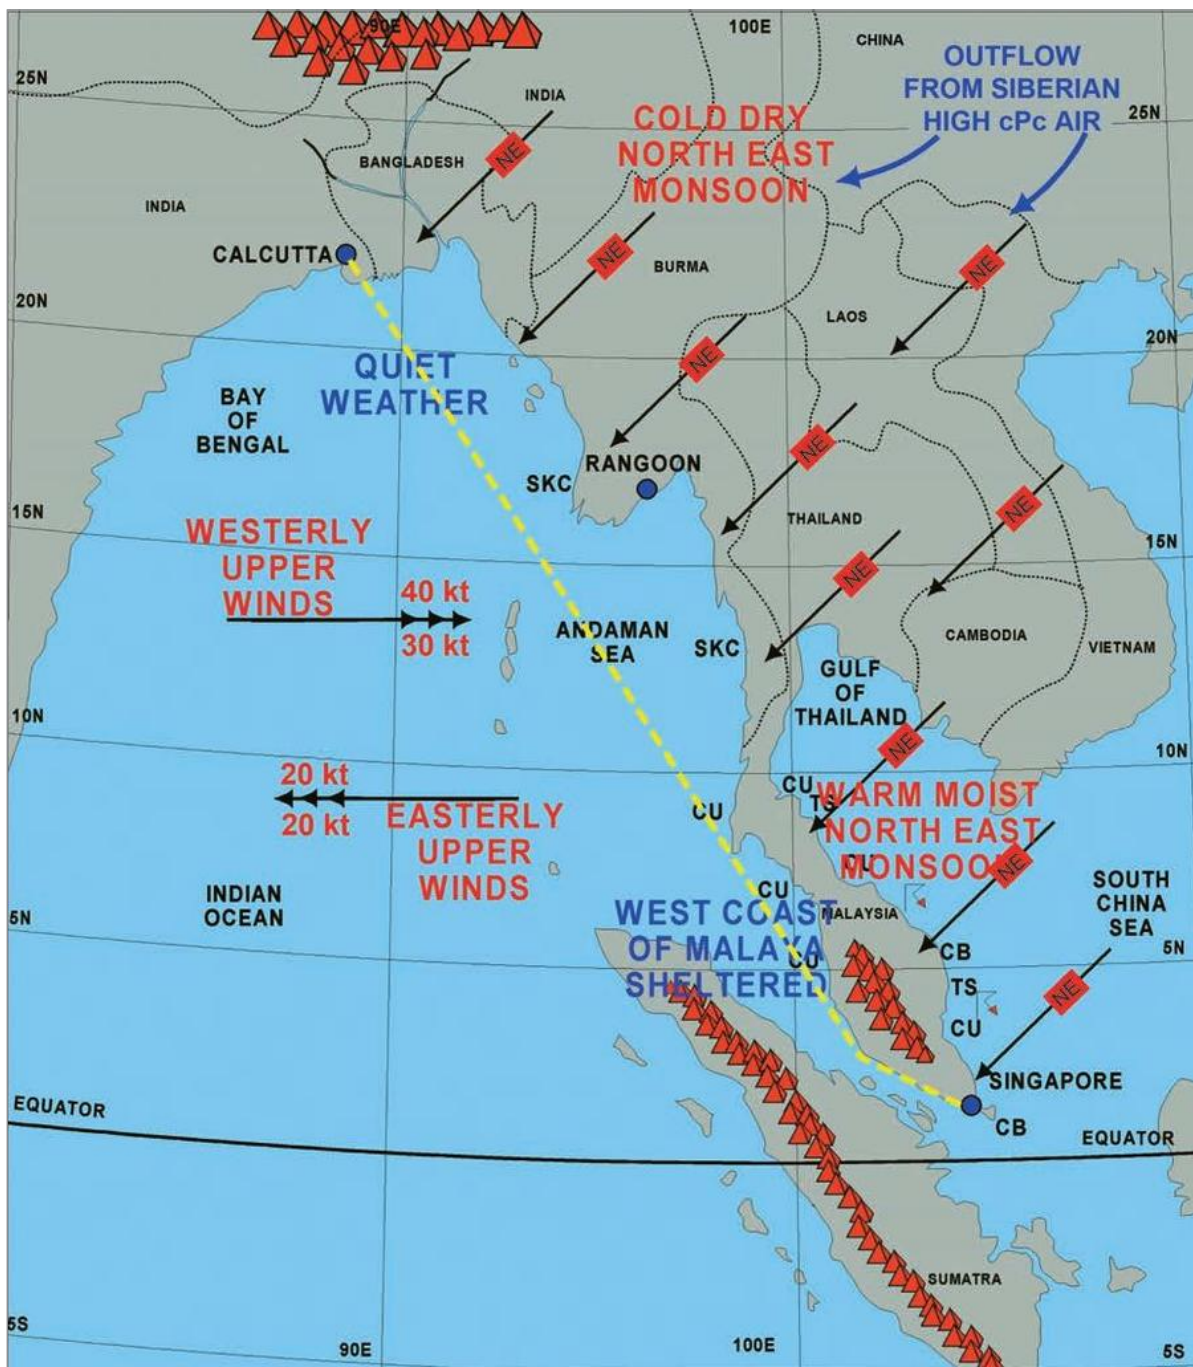 90E
100E
CHINA
OUTFLOW
FROM SIBERIAN
HIGH cPc AIR
25N
25N
INDIA
COLD DRY
NORTH EAST
MONSOON
NE
BANGLADESH
INDIA
CALCUTTA
NE
BURMA
NE
20N
LAOS
20N
QUIET
WEATHER
NE
BAY
OF
BENGAL
NE
RANGOON
SKC
15N
THAILAND
NE
15N
WESTERLY
UPPER
WINDS
40 kt
30 kt
NE
ANDAMAN
SEA
SKC
CAMBODIA
VIETNAM
GULF
OF
THAILAND
10N
NE
10N
20 kt
20 kt
EASTERLY
UPPER
WINDS
CU
CU
TS
WARM MOIST
NORTH EAST
MONSOON
CU
NE
INDIAN
OCEAN
SOUTH
CHINA
SEA
5N
CU
MALAYSIA
WEST COAST
OF MALAYA
SHELTERED
CU
CB
5N
TS
NE
CU
SINGAPORE
CB
EQUATOR
EQUATOR
SUMATRA
5S
90E
100E
5S